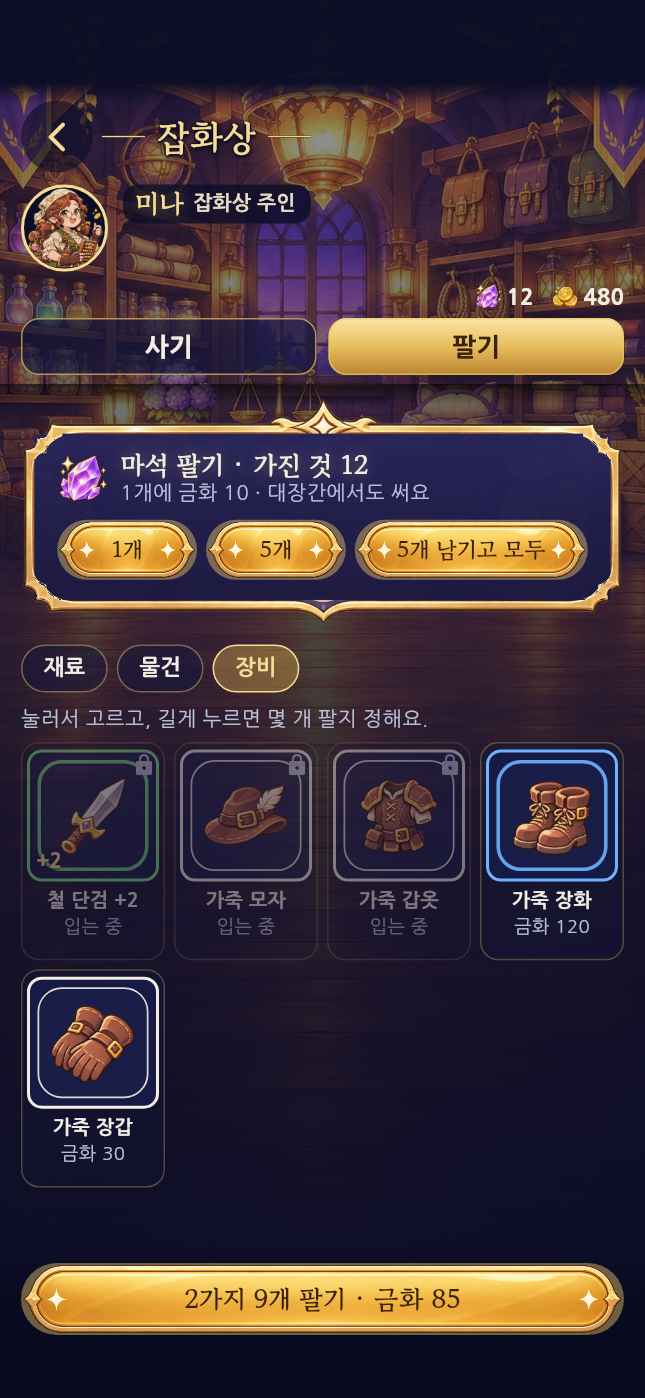 잡화상
미나 잡화상 주인
12 480
사기 팔기
마석 팔기 · 가진 것 12
1개에 금화 10 · 대장간에서도 써요
1개 5개 5개 남기고 모두
재료 물건 장비
눌러서 고르고, 길게 누르면 몇 개 팔지 정해요.
+2
철 단검 +2 가죽 모자 가죽 갑옷 가죽 장화
입는 중 입는 중 입는 중 금화 120
가죽 장갑
금화 30
2가지 9개 팔기 · 금화 85